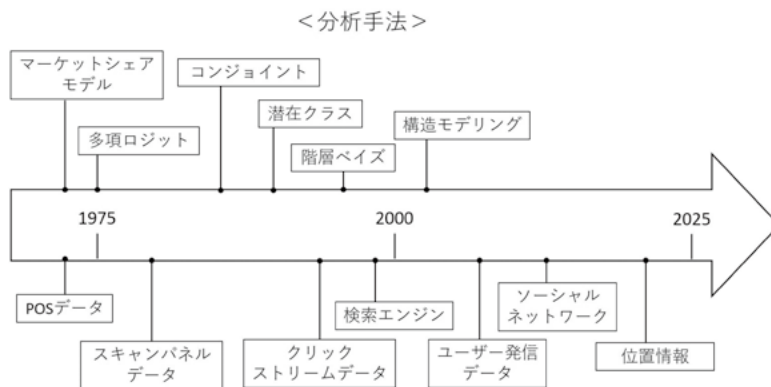 ＜分析手法＞
マーケットシェア
モデル
コンジョイント
潜在クラス
構造モデリング
多項ロジット
階層ベイズ
1975
2000
2025
POSデータ
検索エンジン
ソーシャル
ネットワーク
スキャンパネル
データ
クリック
ストリームデータ
ユーザー発信
データ
位置情報